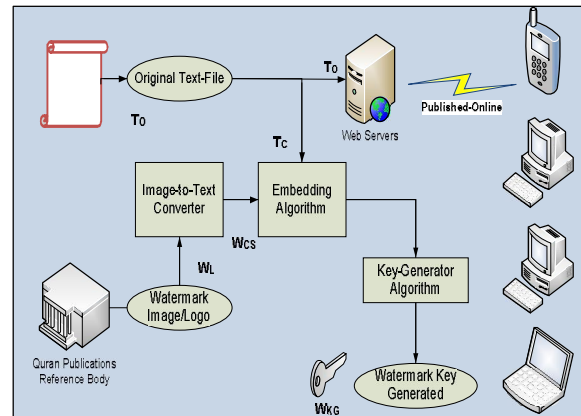 Original Text-File
To
To
Web Servers
Published-Online
Tc
Image-to-Text
Converter
Embedding
Algorithm
WCS
WL
Key-Generator
Algorithm
Watermark
Image/Logo
Quran Publications
Reference Body
Watermark Key
Generated
WKG